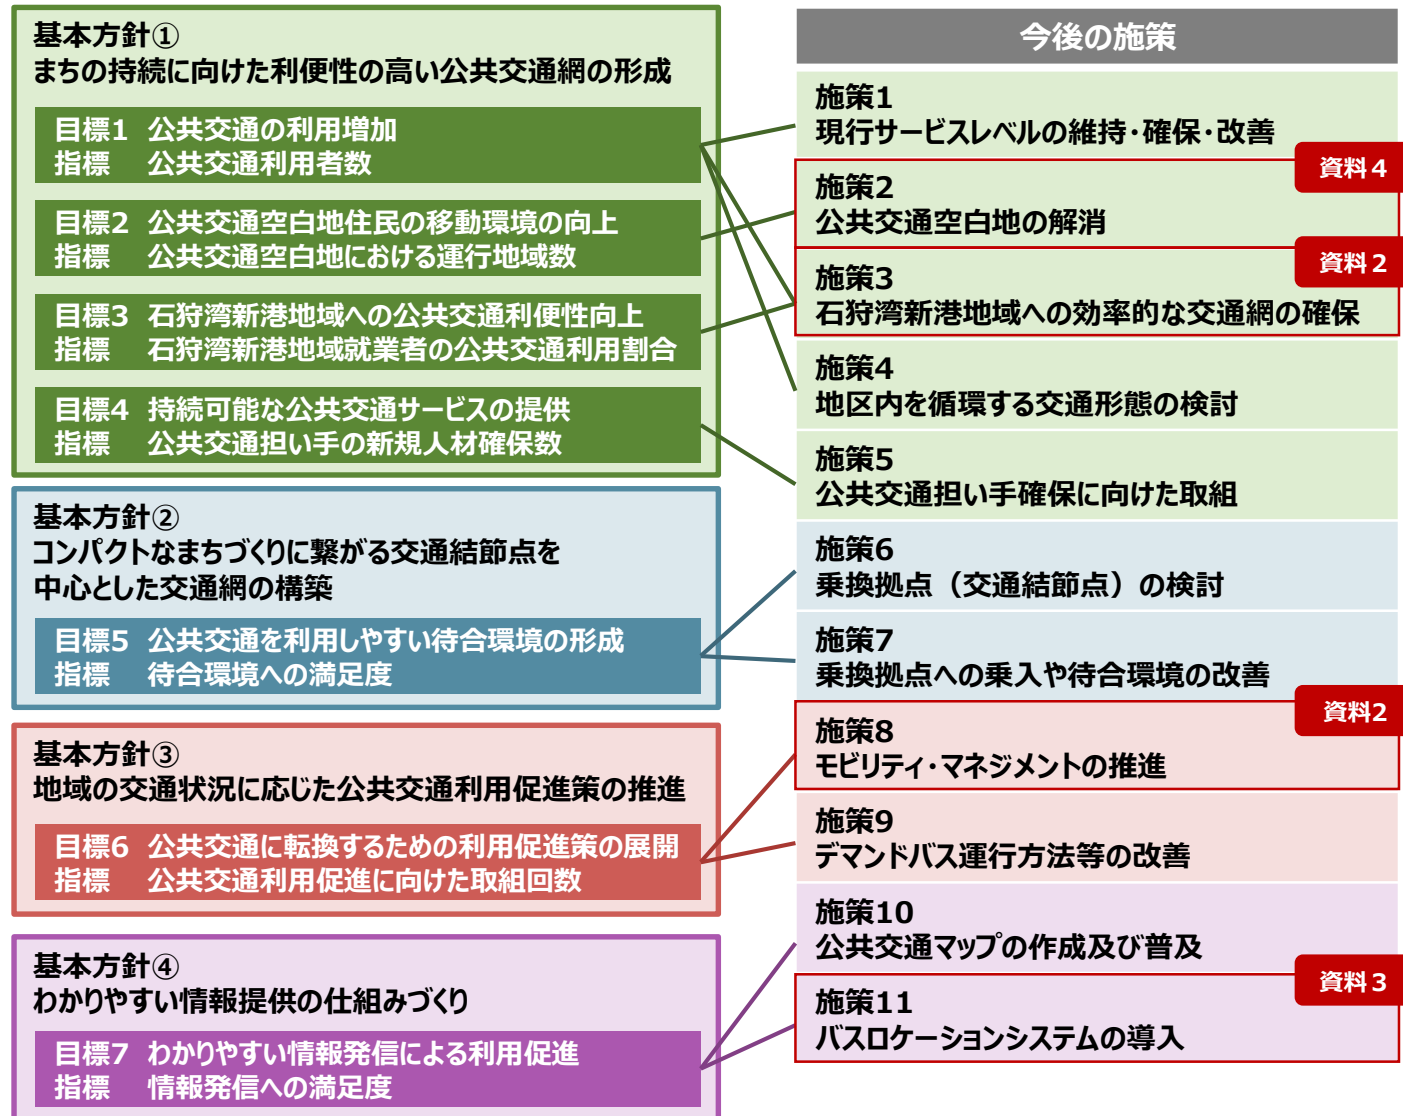 基本方針①
まちの持続に向けた利便性の高い公共交通網の形成
目標1 公共交通の利用増加
指標 公共交通利用者数
目標2 公共交通空白地住民の移動環境の向上
指標 公共交通空白地における運行地域数
目標3 石狩湾新港地域への公共交通利便性向上
指標 石狩湾新港地域就業者の公共交通利用割合
目標4 持続可能な公共交通サービスの提供
指標 公共交通担い手の新規人材確保数
基本方針②
コンパクトなまちづくりに繋がる交通結節点を
中心とした交通網の構築
目標5 公共交通を利用しやすい待合環境の形成
指標 待合環境への満足度
基本方針③
地域の交通状況に応じた公共交通利用促進策の推進
目標6 公共交通に転換するための利用促進策の展開
指標 公共交通利用促進に向けた取組回数
基本方針④
わかりやすい情報提供の仕組みづくり
目標7 わかりやすい情報発信による利用促進
指標 情報発信への満足度
今後の施策
施策1
現行サービスレベルの維持・確保・改善
資料4
施策2
公共交通空白地の解消
資料2
施策3
石狩湾新港地域への効率的な交通網の確保
施策4
地区内を循環する交通形態の検討
施策5
公共交通担い手確保に向けた取組
施策6
乗換拠点（交通結節点）の検討
施策7
乗換拠点への乗入や待合環境の改善
資料2
施策8
モビリティ・マネジメントの推進
施策9
デマンドバス運行方法等の改善
施策10
公共交通マップの作成及び普及
資料3
施策11
バスロケーションシステムの導入